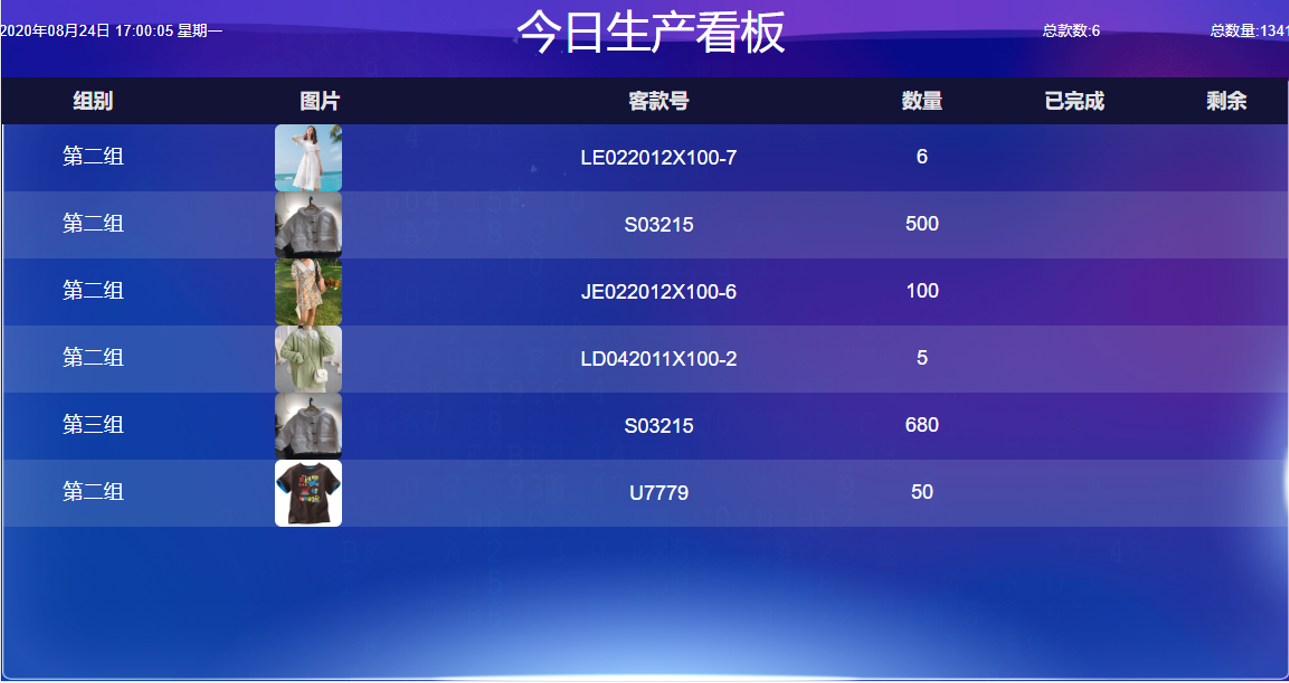 今日生产看板
2020年08月24日 17:00:05 星期一 总款数:6 总数量:1341
组别 图片 客款号 数量 已完成 剩余
第二组 LE022012X100-7 6
第二组 S03215 500
第二组 JE022012X100-6 100
第二组 LD042011X100-2 5
第三组 S03215 680
第二组 U7779 50